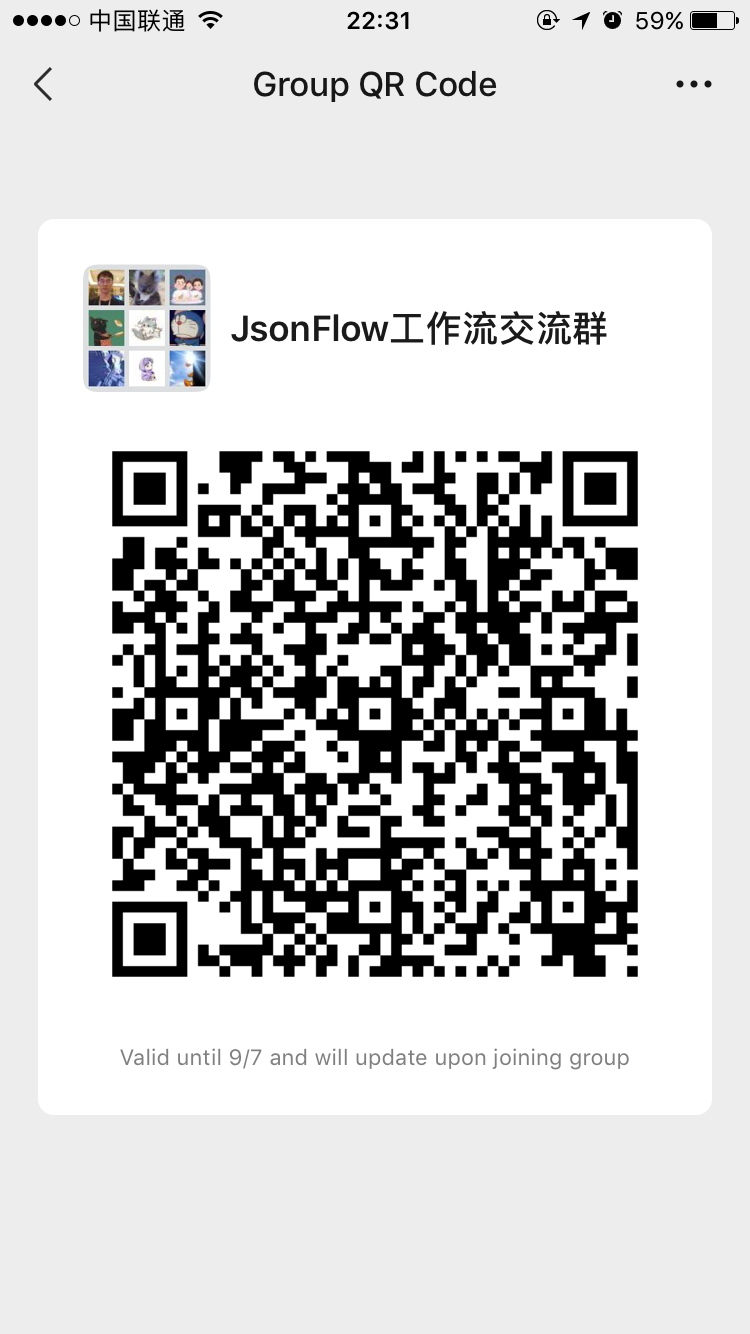 中国联通 22:31 59%
Group QR Code
JsonFlow工作流交流群
Valid until 9/7 and will update upon joining group